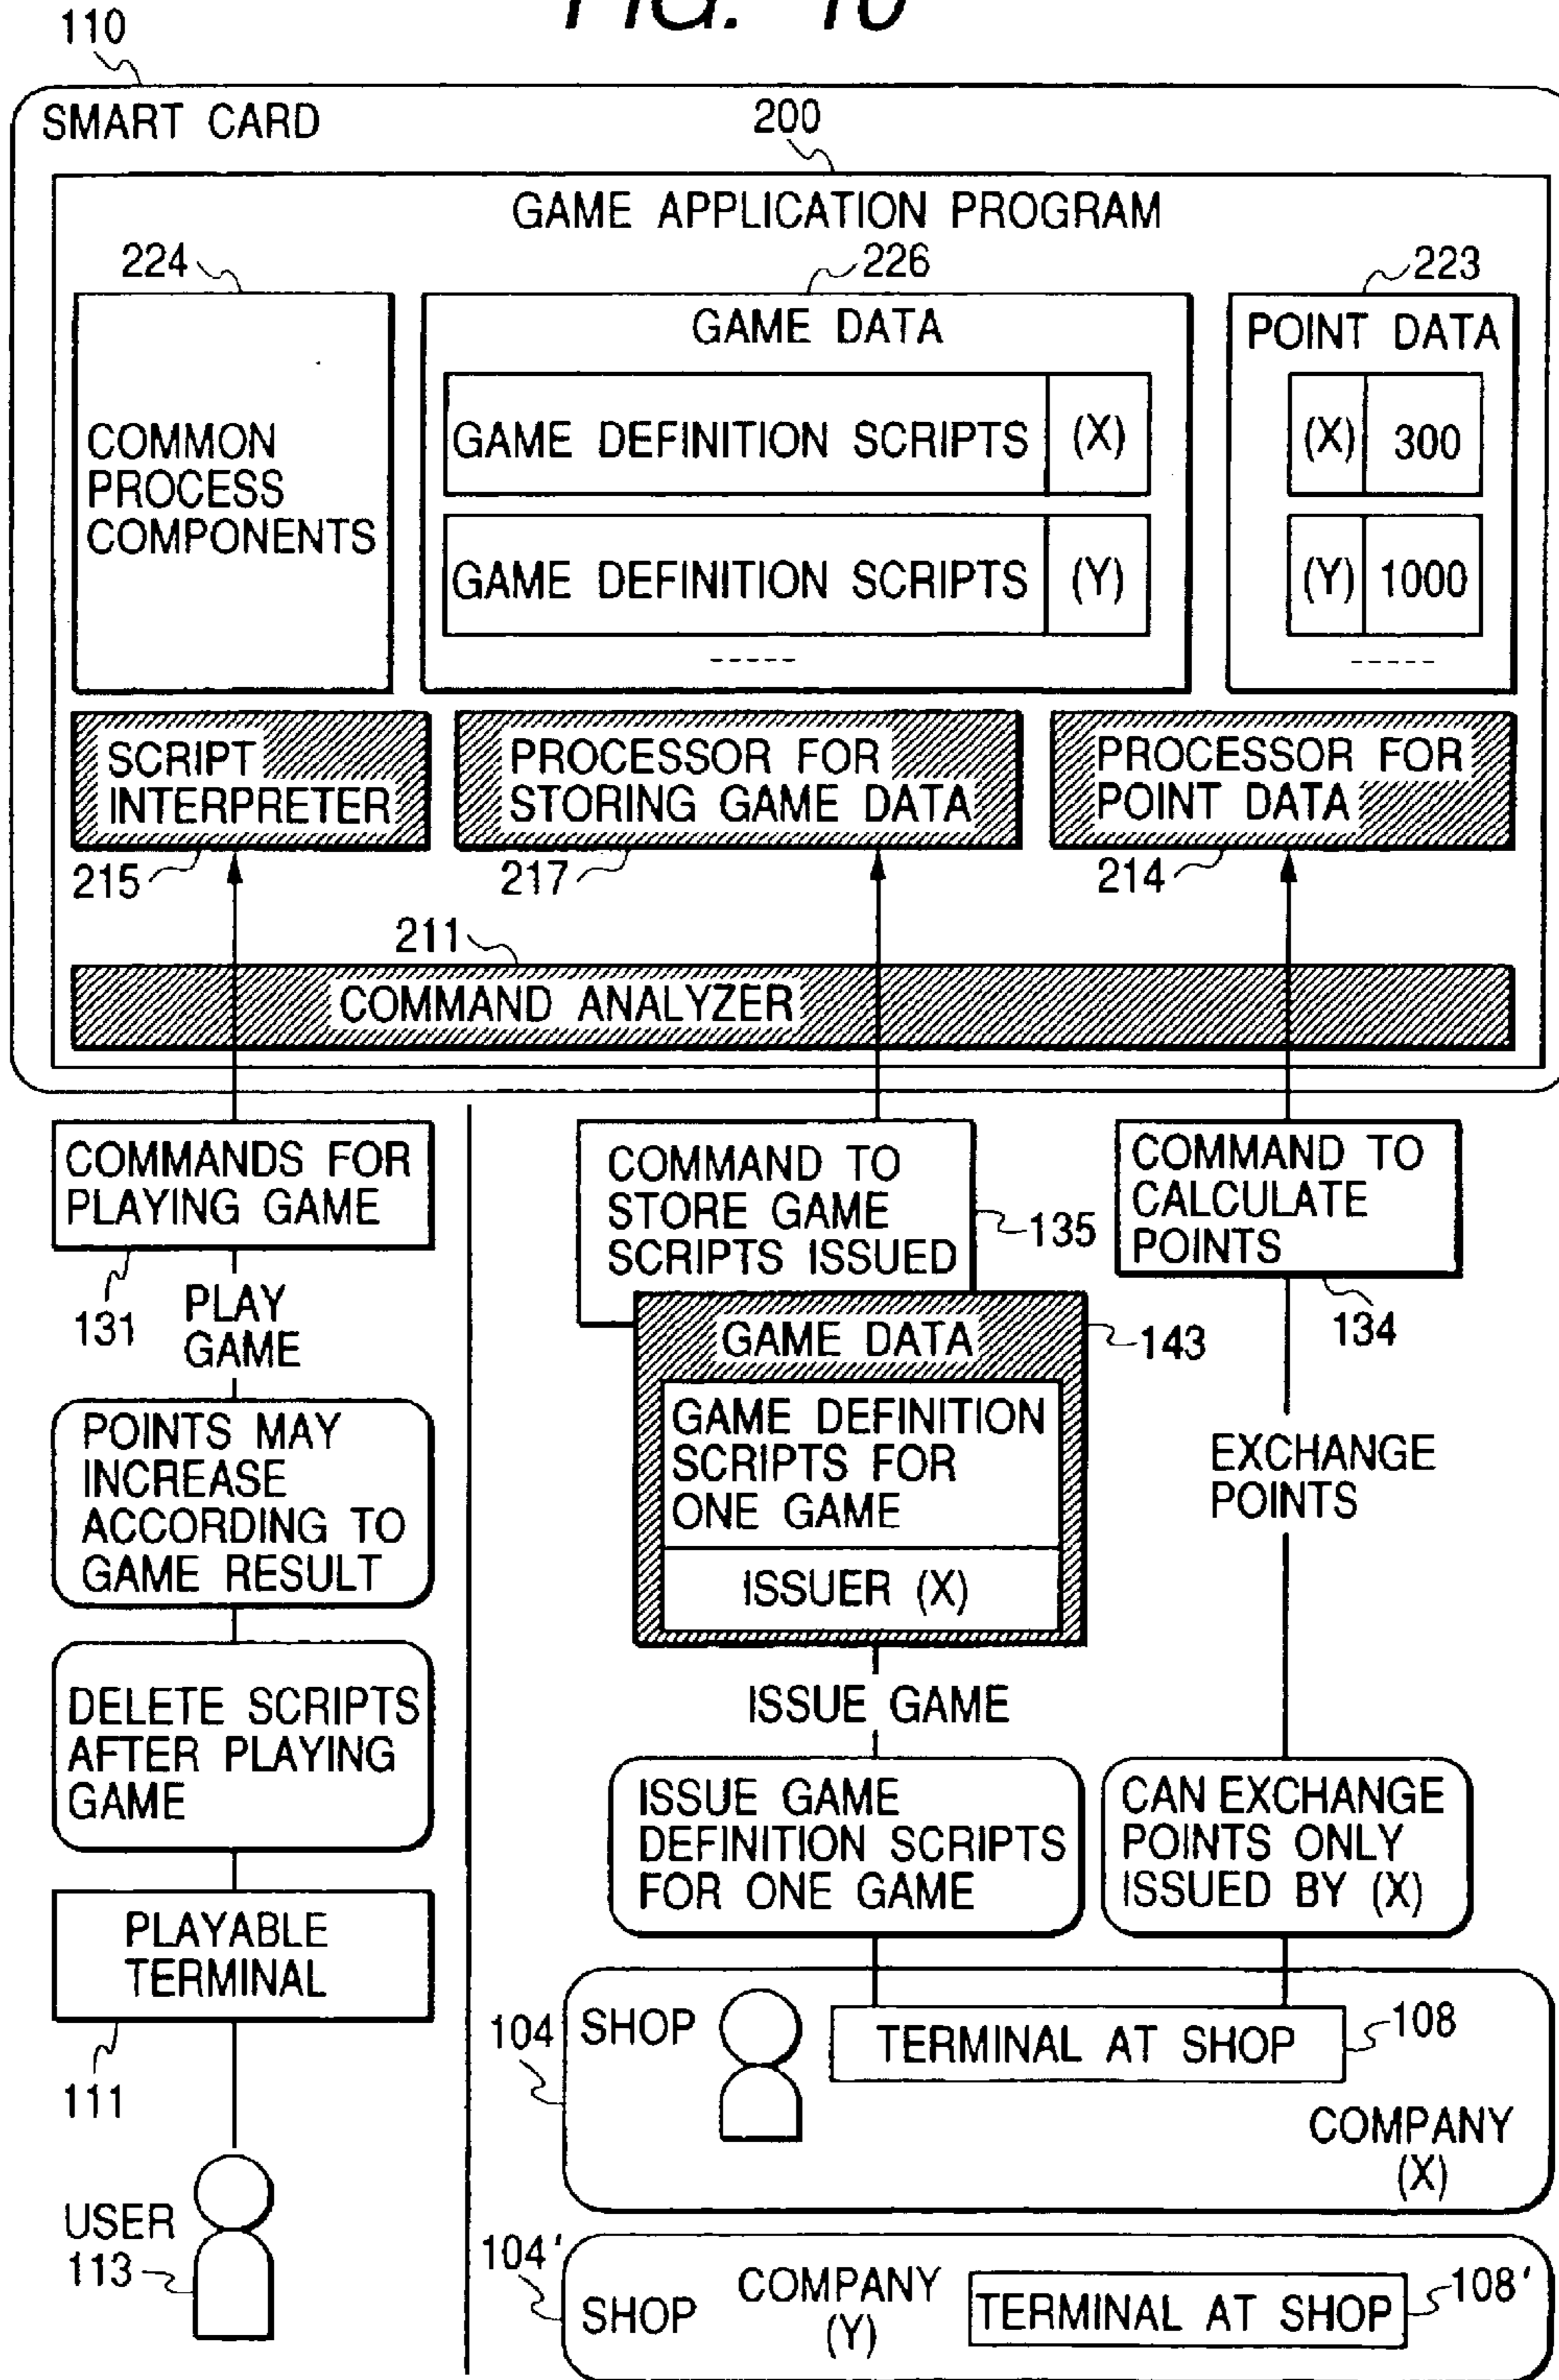 FIG. 10
110
SMART CARD
200
GAME APPLICATION PROGRAM
224
226
223
COMMON
PROCESS
COMPONENTS
GAME DATA
GAME DEFINITION SCRIPTS (X)
GAME DEFINITION SCRIPTS (Y)
-----
POINT DATA
(X) 300
(Y) 1000
-----
SCRIPT
INTERPRETER
215
PROCESSOR FOR
STORING GAME DATA
217
PROCESSOR FOR
POINT DATA
214
211
COMMAND ANALYZER
COMMANDS FOR
PLAYING GAME
131
PLAY
GAME
POINTS MAY
INCREASE
ACCORDING TO
GAME RESULT
DELETE SCRIPTS
AFTER PLAYING
GAME
PLAYABLE
TERMINAL
111
USER
113
COMMAND TO
STORE GAME
SCRIPTS ISSUED
135
GAME DATA
143
GAME DEFINITION
SCRIPTS FOR
ONE GAME
ISSUER (X)
ISSUE GAME
ISSUE GAME
DEFINITION SCRIPTS
FOR ONE GAME
COMMAND TO
CALCULATE
POINTS
134
EXCHANGE
POINTS
CAN EXCHANGE
POINTS ONLY
ISSUED BY (X)
104
SHOP
TERMINAL AT SHOP
108
COMPANY
(X)
104'
SHOP
COMPANY
(Y)
TERMINAL AT SHOP
108'